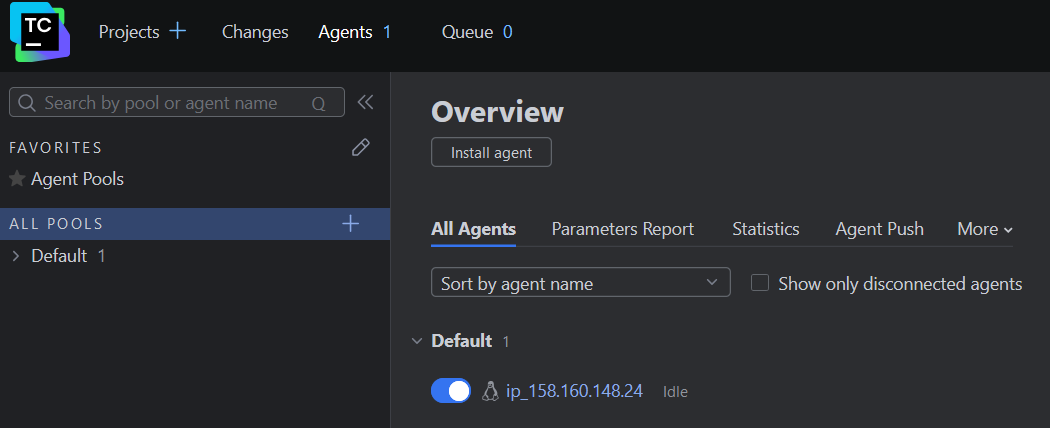 TC
Projects Changes Agents 1 Queue 0
Search by pool or agent name Q
FAVORITES
Agent Pools
ALL POOLS
Default 1
Overview
Install agent
All Agents Parameters Report Statistics Agent Push More
Sort by agent name Show only disconnected agents
Default 1
ip_158.160.148.24 Idle